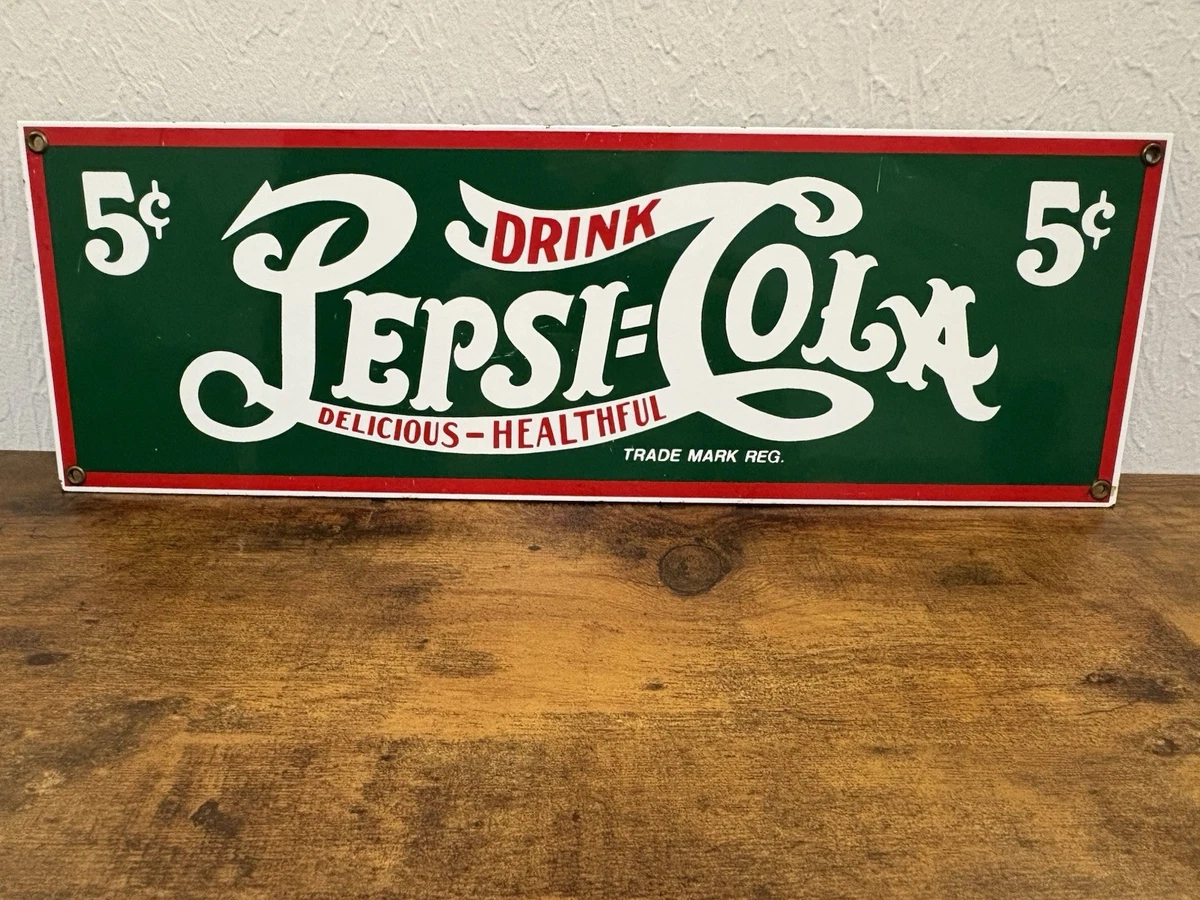 5¢
DRINK
5¢
PEPSI=COLA
DELICIOUS-HEALTHFUL
TRADE MARK REG.